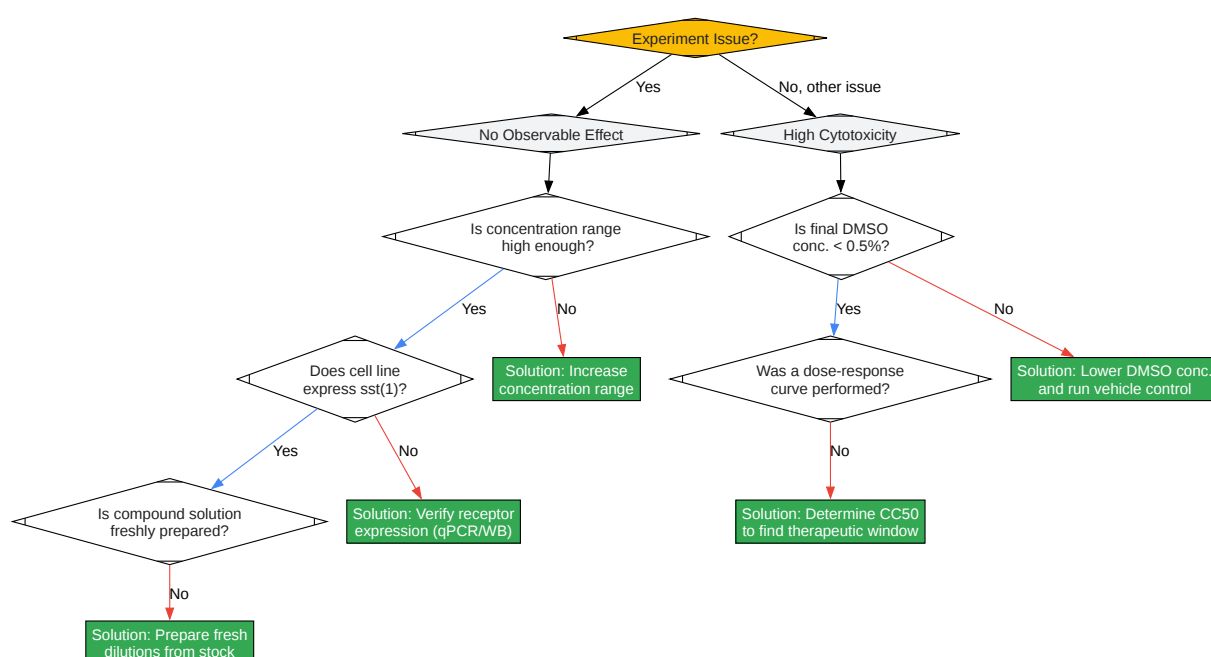 Experiment Issue?
Yes
No, other issue
No Observable Effect
High Cytotoxicity
Is concentration range
high enough?
Is final DMSO
conc. < 0.5%?
Yes
No
Yes
No
Does cell line
express sst(1)?
Solution: Increase
concentration range
Was a dose-response
curve performed?
Solution: Lower DMSO conc.
and run vehicle control
Yes
No
No
Is compound solution
freshly prepared?
Solution: Verify receptor
expression (qPCR/WB)
Solution: Determine CC50
to find therapeutic window
No
Solution: Prepare fresh
dilutions from stock